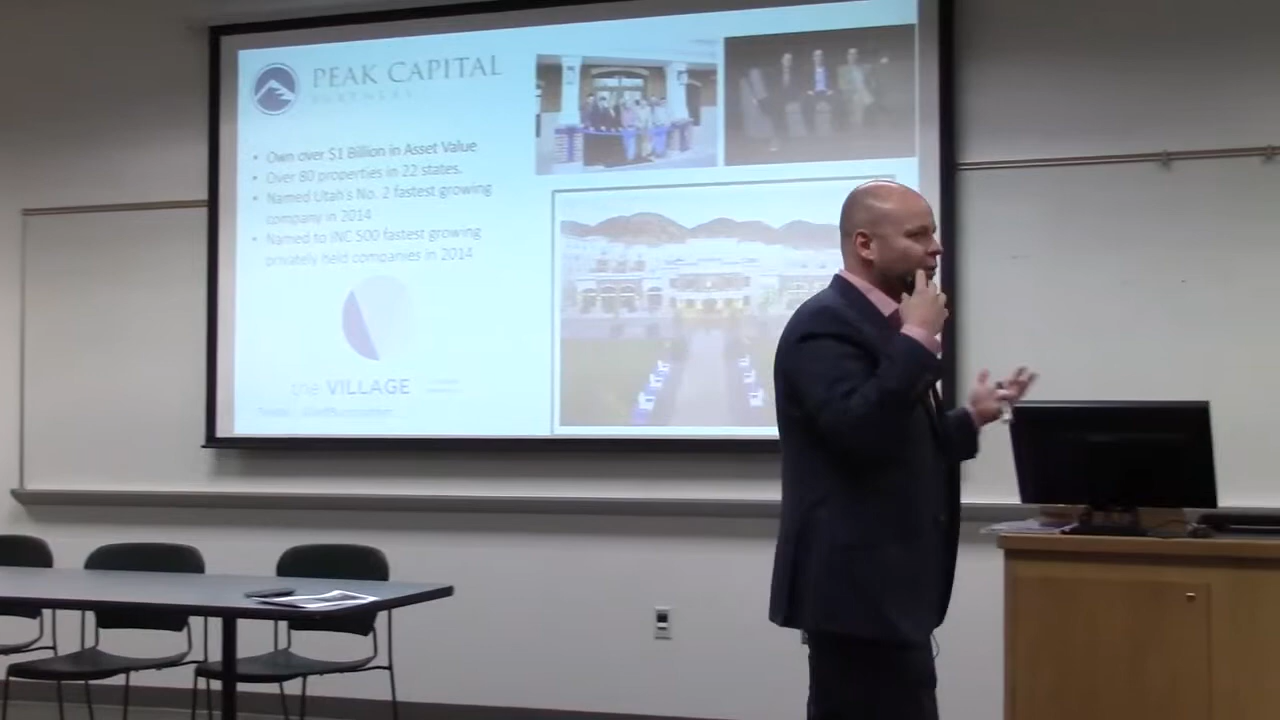 PEAK CAPITAL
PARTNERS
• Own over $1 Billion in Asset Value
• Over 80 properties in 22 states.
• Named Utah's No. 2 fastest growing
company in 2014
• Named to INC 500 fastest growing
privately held companies in 2014
the VILLAGE